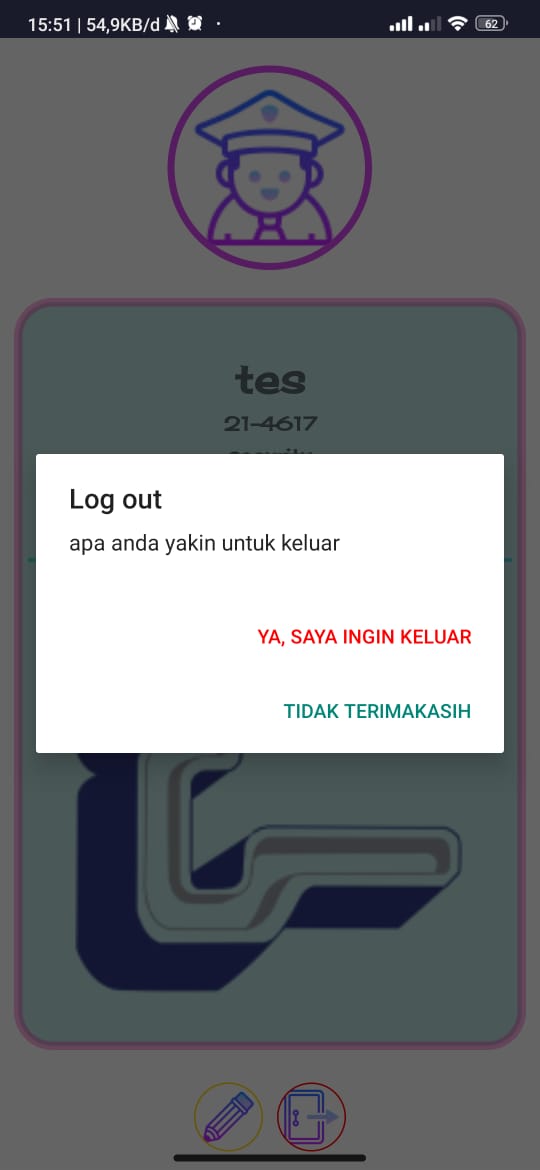 15:51 | 54,9KB/d
62
tes
21-4617
Log out
apa anda yakin untuk keluar
YA, SAYA INGIN KELUAR
TIDAK TERIMAKASIH